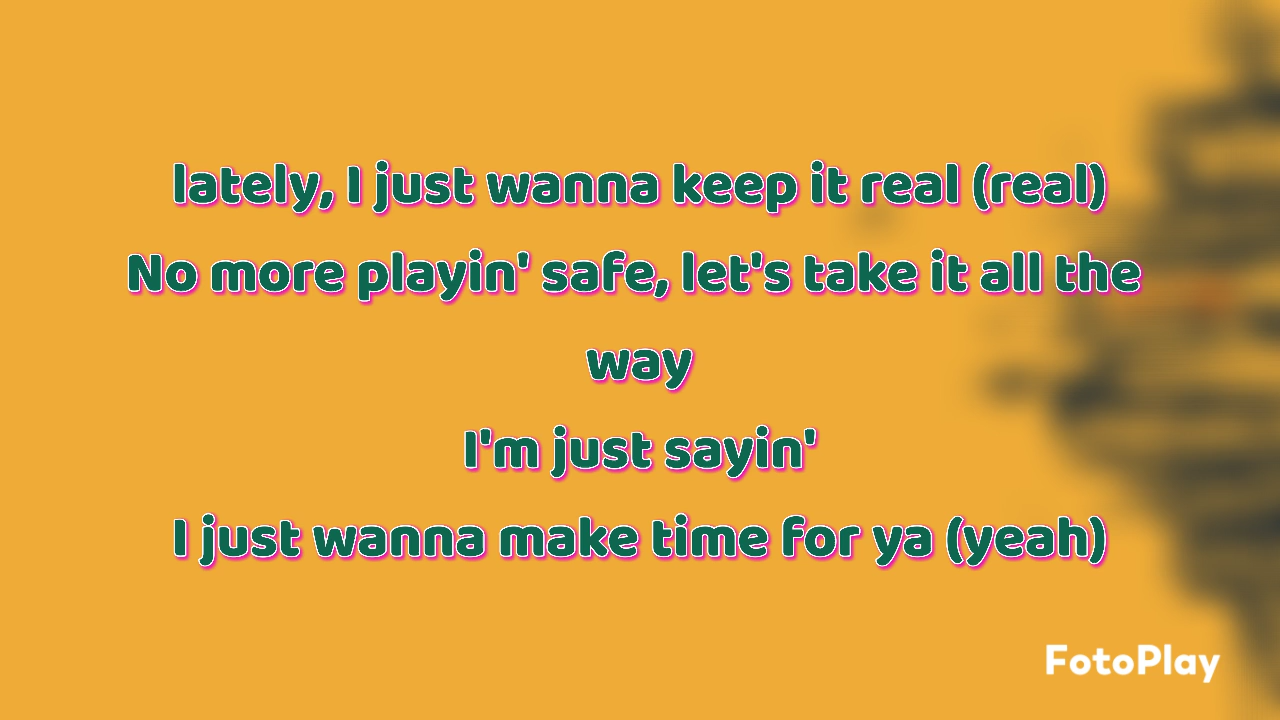 lately, I just wanna keep it real (real)
No more playin' safe, let's take it all the
way
I'm just sayin'
I just wanna make time for ya (yeah)
FotoPlay